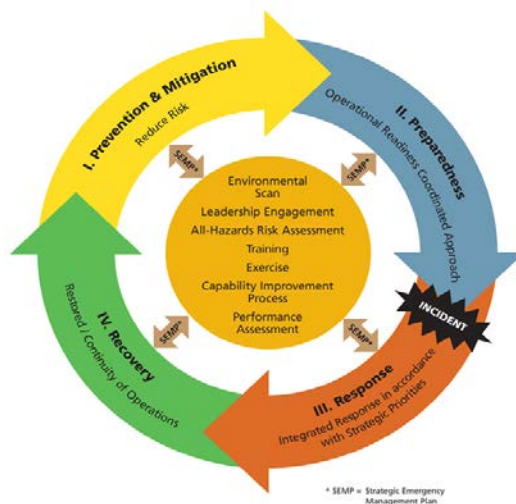 I. Prevention & Mitigation
Reduce Risk
II. Preparedness
Operational Readiness Coordinated Approach
SEMP*
SEMP*
Environmental
Scan
Leadership Engagement
All-Hazards Risk Assessment
Training
Exercise
Capability Improvement
Process
Performance
Assessment
SEMP*
SEMP*
INCIDENT
III. Response
Integrated Response in accordance
with Strategic Priorities
IV. Recovery
Restored / Continuity of Operations
* SEMP = Strategic Emergency
Management Plan